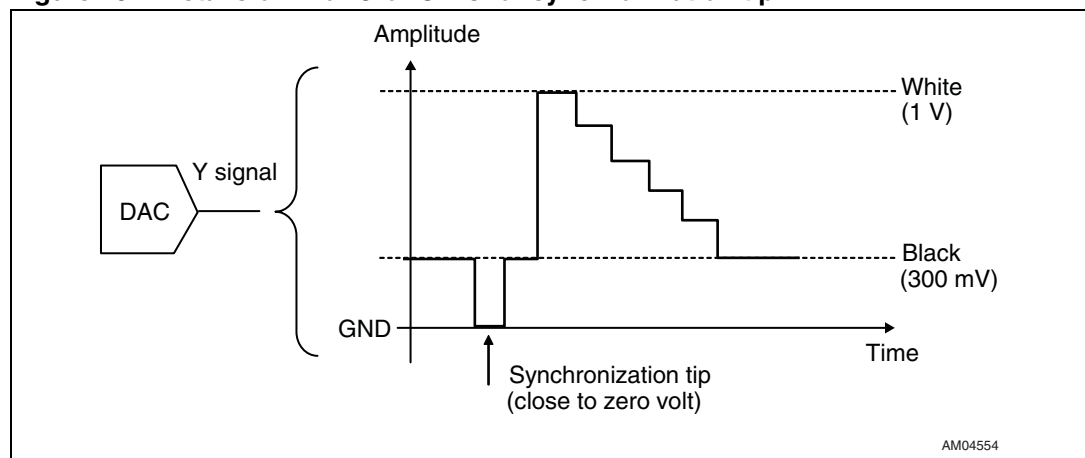 Amplitude
White
(1 V)
Y signal
DAC
Black
(300 mV)
GND
Time
Synchronization tip
(close to zero volt)
AM04554